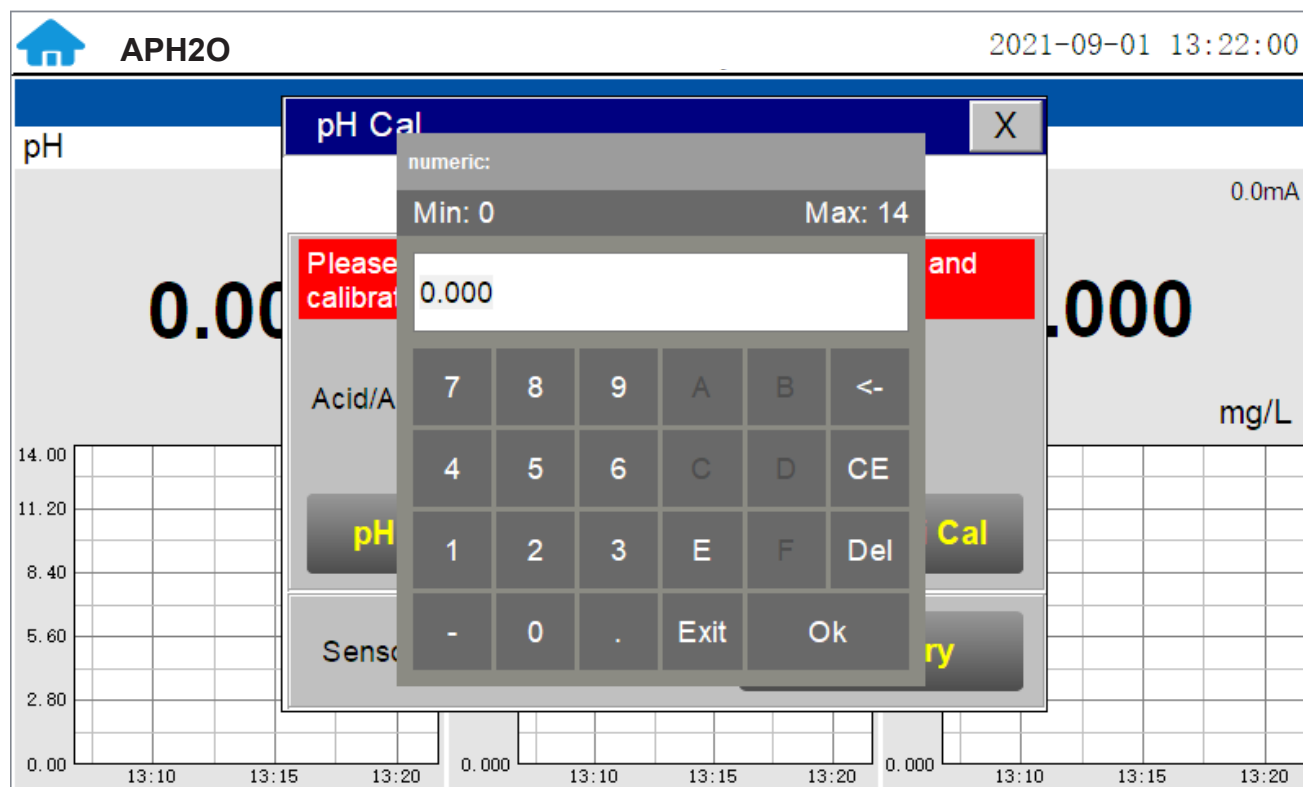 APH2O 2021-09-01 13:22:00
pH Cal X
pH
numeric:
0.0mA
Min: 0 Max: 14
Please and
calibrat
0.000
0.00 .000
7 8 9 A B <-
Acid/A
mg/L
4 5 6 C D CE
pH Cal
1 2 3 E F Del
- 0 . Exit Ok
Senso ry
14.00
11.20
8.40
5.60
2.80
0.00 0.000 0.000
13:10 13:15 13:20 13:10 13:15 13:20 13:10 13:15 13:20